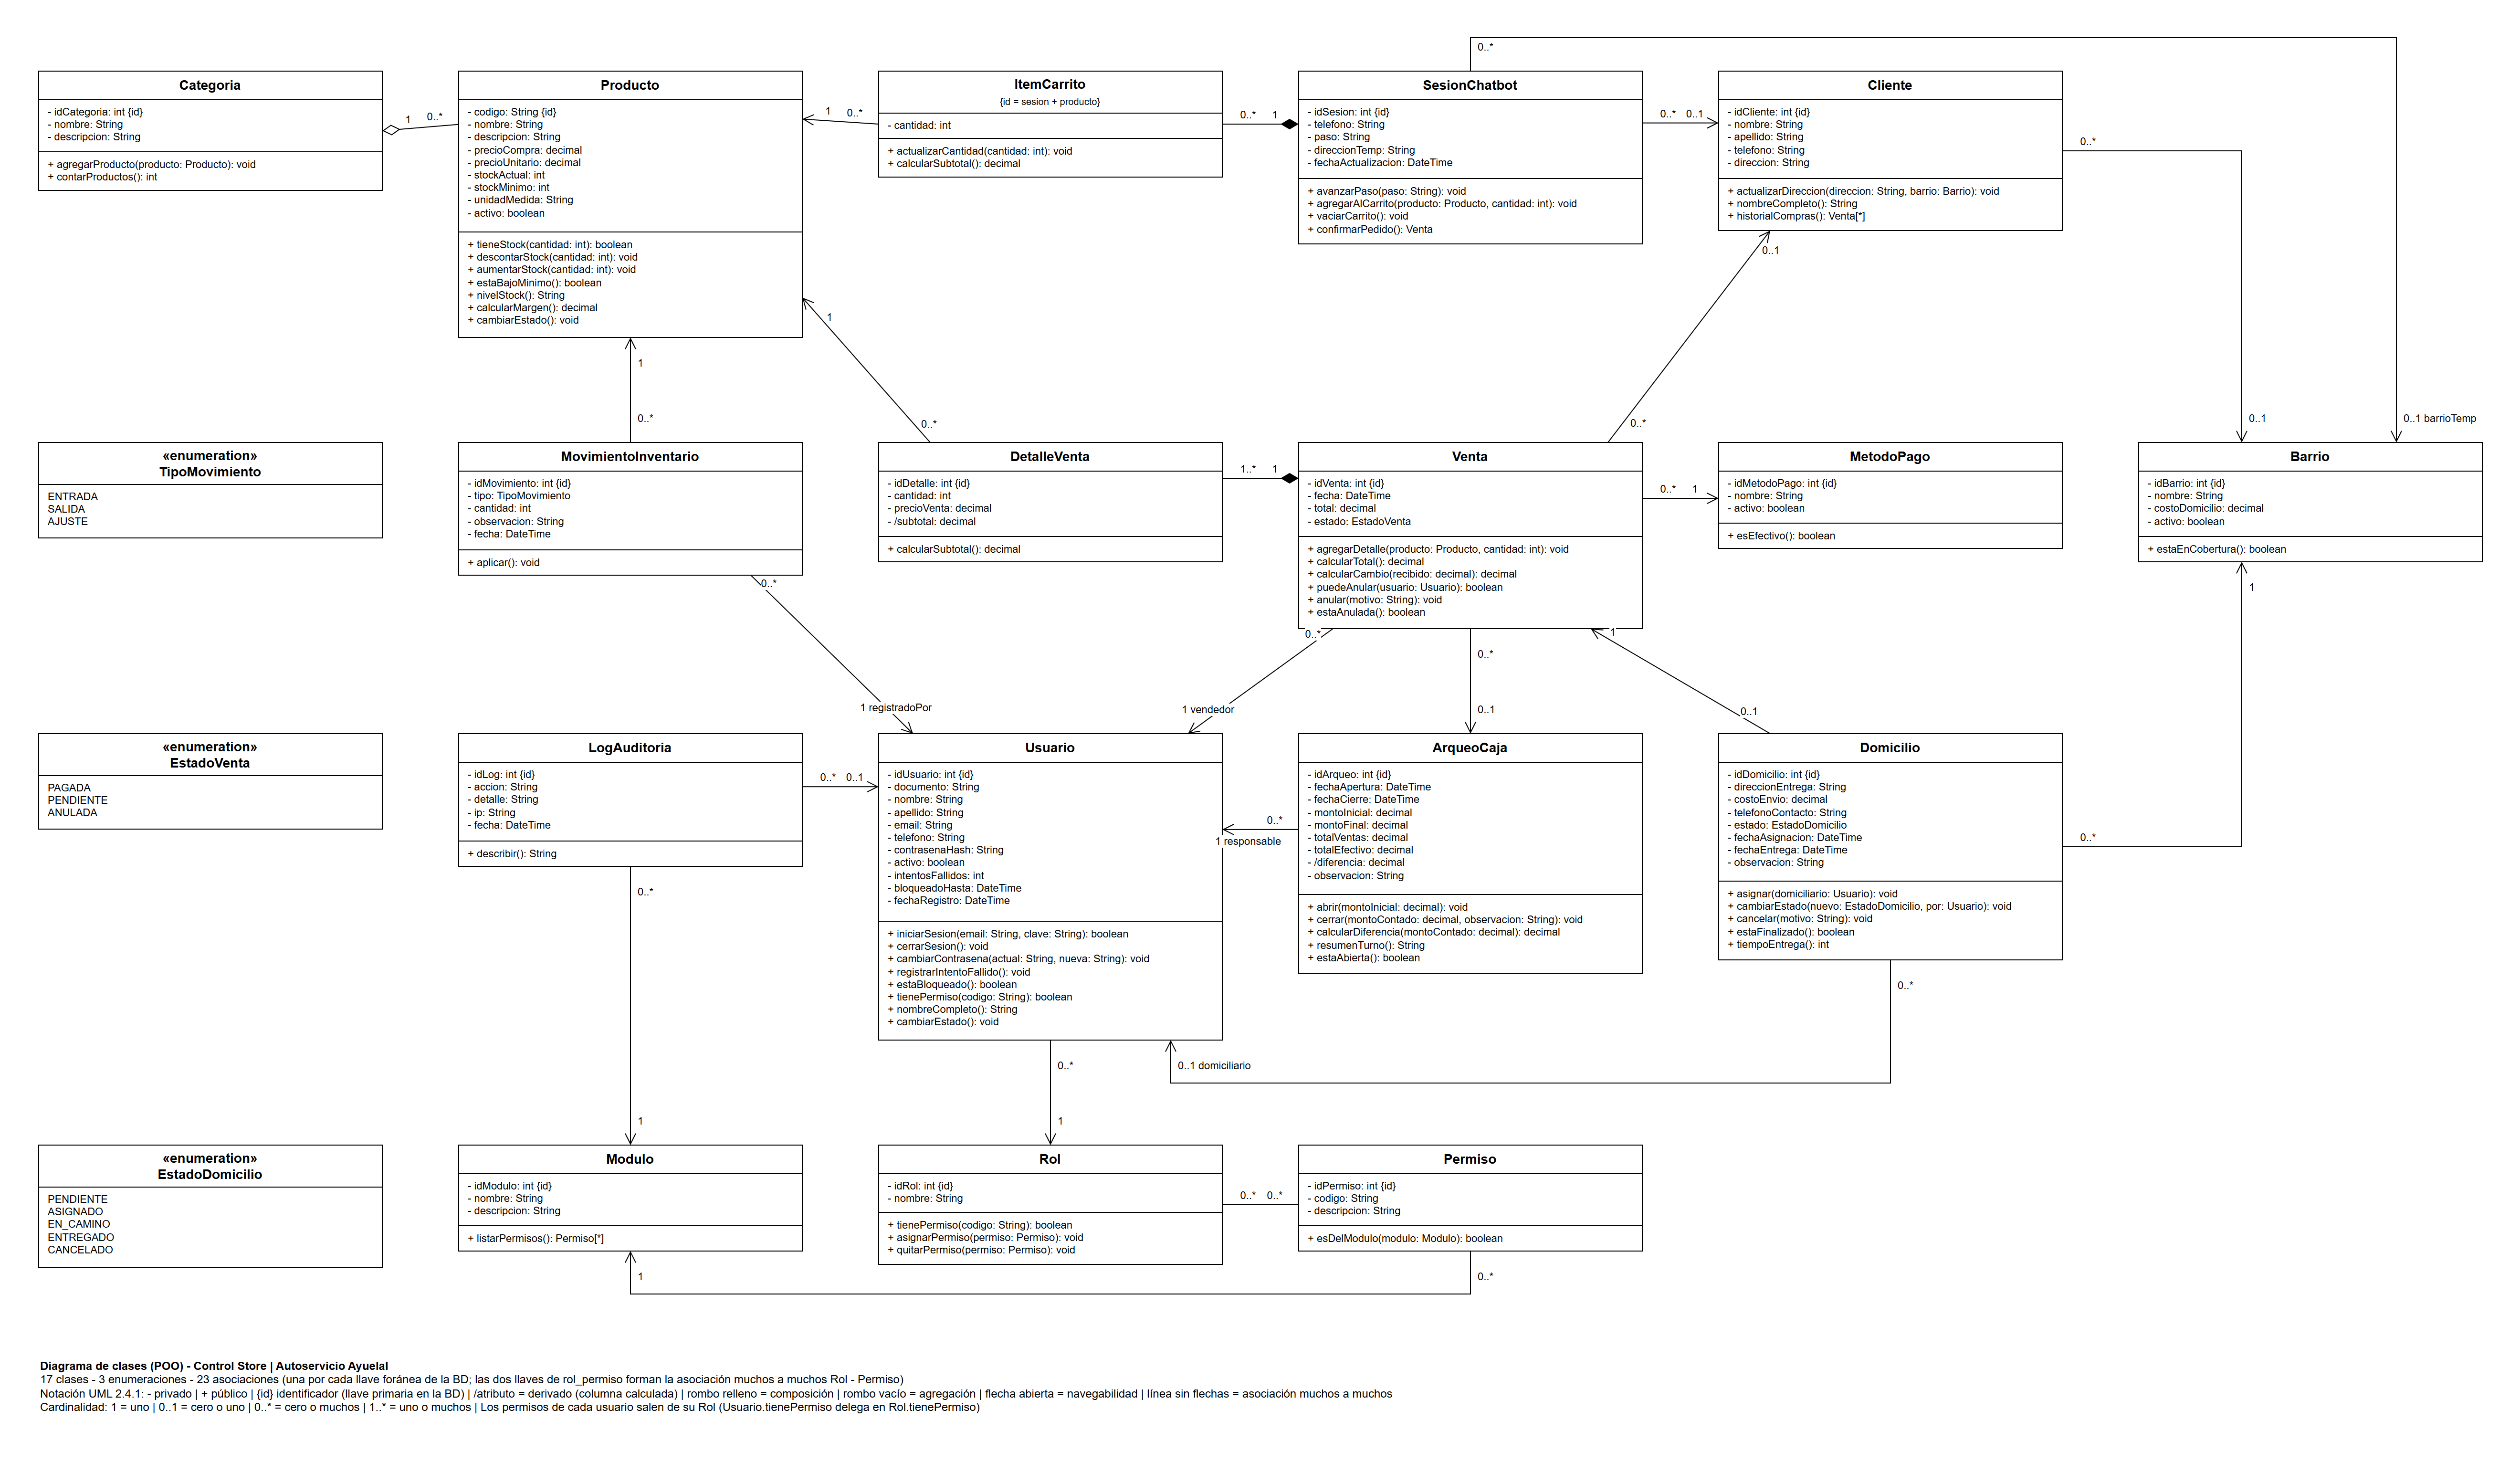 0..*
Categoria
- idCategoria: int {id}
- nombre: String
- descripcion: String
+ agregarProducto(producto: Producto): void
+ contarProductos(): int
1
0..*
Producto
- codigo: String {id}
- nombre: String
- descripcion: String
- precioCompra: decimal
- precioUnitario: decimal
- stockActual: int
- stockMinimo: int
- unidadMedida: String
- activo: boolean
+ tieneStock(cantidad: int): boolean
+ descontarStock(cantidad: int): void
+ aumentarStock(cantidad: int): void
+ estaBajoMinimo(): boolean
+ nivelStock(): String
+ calcularMargen(): decimal
+ cambiarEstado(): void
1
0..*
ItemCarrito
{id = sesion + producto}
- cantidad: int
+ actualizarCantidad(cantidad: int): void
+ calcularSubtotal(): decimal
0..*
1
SesionChatbot
- idSesion: int {id}
- telefono: String
- paso: String
- direccionTemp: String
- fechaActualizacion: DateTime
+ avanzarPaso(paso: String): void
+ agregarAlCarrito(producto: Producto, cantidad: int): void
+ vaciarCarrito(): void
+ confirmarPedido(): Venta
0..*
0..1
Cliente
- idCliente: int {id}
- nombre: String
- apellido: String
- telefono: String
- direccion: String
+ actualizarDireccion(direccion: String, barrio: Barrio): void
+ nombreCompleto(): String
+ historialCompras(): Venta[*]
0..*
0..1
1
1
0..*
0..*
0..*
0..1
0..1 barrioTemp
«enumeration»
TipoMovimiento
ENTRADA
SALIDA
AJUSTE
MovimientoInventario
- idMovimiento: int {id}
- tipo: TipoMovimiento
- cantidad: int
- observacion: String
- fecha: DateTime
+ aplicar(): void
DetalleVenta
- idDetalle: int {id}
- cantidad: int
- precioVenta: decimal
- /subtotal: decimal
+ calcularSubtotal(): decimal
1..*
1
Venta
- idVenta: int {id}
- fecha: DateTime
- total: decimal
- estado: EstadoVenta
+ agregarDetalle(producto: Producto, cantidad: int): void
+ calcularTotal(): decimal
+ calcularCambio(recibido: decimal): decimal
+ puedeAnular(usuario: Usuario): boolean
+ anular(motivo: String): void
+ estaAnulada(): boolean
0..*
1
MetodoPago
- idMetodoPago: int {id}
- nombre: String
- activo: boolean
+ esEfectivo(): boolean
Barrio
- idBarrio: int {id}
- nombre: String
- costoDomicilio: decimal
- activo: boolean
+ estaEnCobertura(): boolean
0..*
0..*
0..*
1
1
1 registradoPor
1 vendedor
0..1
0..1
«enumeration»
EstadoVenta
PAGADA
PENDIENTE
ANULADA
LogAuditoria
- idLog: int {id}
- accion: String
- detalle: String
- ip: String
- fecha: DateTime
+ describir(): String
0..*
0..1
Usuario
- idUsuario: int {id}
- documento: String
- nombre: String
- apellido: String
- email: String
- telefono: String
- contrasenaHash: String
- activo: boolean
- intentosFallidos: int
- bloqueadoHasta: DateTime
- fechaRegistro: DateTime
+ iniciarSesion(email: String, clave: String): boolean
+ cerrarSesion(): void
+ cambiarContrasena(actual: String, nueva: String): void
+ registrarIntentoFallido(): void
+ estaBloqueado(): boolean
+ tienePermiso(codigo: String): boolean
+ nombreCompleto(): String
+ cambiarEstado(): void
0..*
1 responsable
ArqueoCaja
- idArqueo: int {id}
- fechaApertura: DateTime
- fechaCierre: DateTime
- montoInicial: decimal
- montoFinal: decimal
- totalVentas: decimal
- totalEfectivo: decimal
- /diferencia: decimal
- observacion: String
+ abrir(montoInicial: decimal): void
+ cerrar(montoContado: decimal, observacion: String): void
+ calcularDiferencia(montoContado: decimal): decimal
+ resumenTurno(): String
+ estaAbierta(): boolean
Domicilio
- idDomicilio: int {id}
- direccionEntrega: String
- costoEnvio: decimal
- telefonoContacto: String
- estado: EstadoDomicilio
- fechaAsignacion: DateTime
- fechaEntrega: DateTime
- observacion: String
+ asignar(domiciliario: Usuario): void
+ cambiarEstado(nuevo: EstadoDomicilio, por: Usuario): void
+ cancelar(motivo: String): void
+ estaFinalizado(): boolean
+ tiempoEntrega(): int
0..*
0..*
0..*
0..*
0..1 domiciliario
1
1
«enumeration»
EstadoDomicilio
PENDIENTE
ASIGNADO
EN_CAMINO
ENTREGADO
CANCELADO
Modulo
- idModulo: int {id}
- nombre: String
- descripcion: String
+ listarPermisos(): Permiso[*]
Rol
- idRol: int {id}
- nombre: String
+ tienePermiso(codigo: String): boolean
+ asignarPermiso(permiso: Permiso): void
+ quitarPermiso(permiso: Permiso): void
0..*
0..*
Permiso
- idPermiso: int {id}
- codigo: String
- descripcion: String
+ esDelModulo(modulo: Modulo): boolean
1
0..*
Diagrama de clases (POO) - Control Store | Autoservicio Ayuelal
17 clases - 3 enumeraciones - 23 asociaciones (una por cada llave foránea de la BD; las dos llaves de rol_permiso forman la asociación muchos a muchos Rol - Permiso)
Notación UML 2.4.1: - privado | + público | {id} identificador (llave primaria en la BD) | /atributo = derivado (columna calculada) | rombo relleno = composición | rombo vacío = agregación | flecha abierta = navegabilidad | línea sin flechas = asociación muchos a muchos
Cardinalidad: 1 = uno | 0..1 = cero o uno | 0..* = cero o muchos | 1..* = uno o muchos | Los permisos de cada usuario salen de su Rol (Usuario.tienePermiso delega en Rol.tienePermiso)